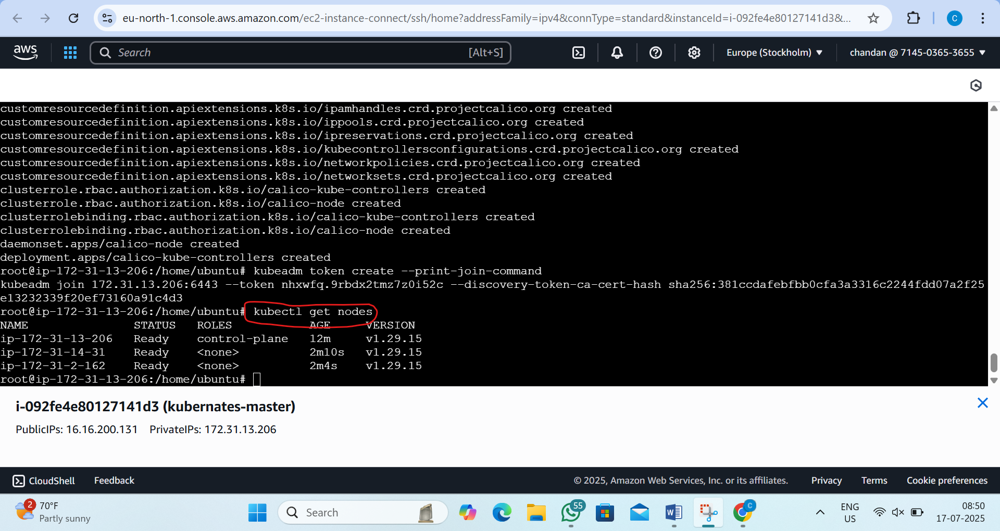 eu-north-1.console.aws.amazon.com/ec2-instance-connect/ssh/home?addressFamily=ipv4&connType=standard&instanceId=i-092fe4e80127141d3&...
C
aws
Search [Alt+S]
Europe (Stockholm)
chandan @ 7145-0365-3655
customresourcedefinition.apiextensions.k8s.io/ipamhandles.crd.projectcalico.org created
customresourcedefinition.apiextensions.k8s.io/ippools.crd.projectcalico.org created
customresourcedefinition.apiextensions.k8s.io/ipreservations.crd.projectcalico.org created
customresourcedefinition.apiextensions.k8s.io/kubecontrollersconfigurations.crd.projectcalico.org created
customresourcedefinition.apiextensions.k8s.io/networkpolicies.crd.projectcalico.org created
customresourcedefinition.apiextensions.k8s.io/networksets.crd.projectcalico.org created
clusterrole.rbac.authorization.k8s.io/calico-kube-controllers created
clusterrole.rbac.authorization.k8s.io/calico-node created
clusterrolebinding.rbac.authorization.k8s.io/calico-kube-controllers created
clusterrolebinding.rbac.authorization.k8s.io/calico-node created
daemonset.apps/calico-node created
deployment.apps/calico-kube-controllers created
root@ip-172-31-13-206:/home/ubuntu# kubeadm token create --print-join-command
kubeadm join 172.31.13.206:6443 --token nhxwfq.9rbdx2tmz7z0i52c --discovery-token-ca-cert-hash sha256:381ccdafebfbb0cfa3a3316c2244fdd07a2f25
e13232339f20ef73160a91c4d3
root@ip-172-31-13-206:/home/ubuntu# kubectl get nodes
NAME STATUS ROLES AGE VERSION
ip-172-31-13-206 Ready control-plane 12m v1.29.15
ip-172-31-14-31 Ready <none> 2m10s v1.29.15
ip-172-31-2-162 Ready <none> 2m4s v1.29.15
root@ip-172-31-13-206:/home/ubuntu#
i-092fe4e80127141d3 (kubernates-master)
PublicIPs: 16.16.200.131 PrivateIPs: 172.31.13.206
CloudShell Feedback © 2025, Amazon Web Services, Inc. or its affiliates. Privacy Terms Cookie preferences
2
70°F
Partly sunny
Search
55
W
C
ENG
US
08:50
17-07-2025